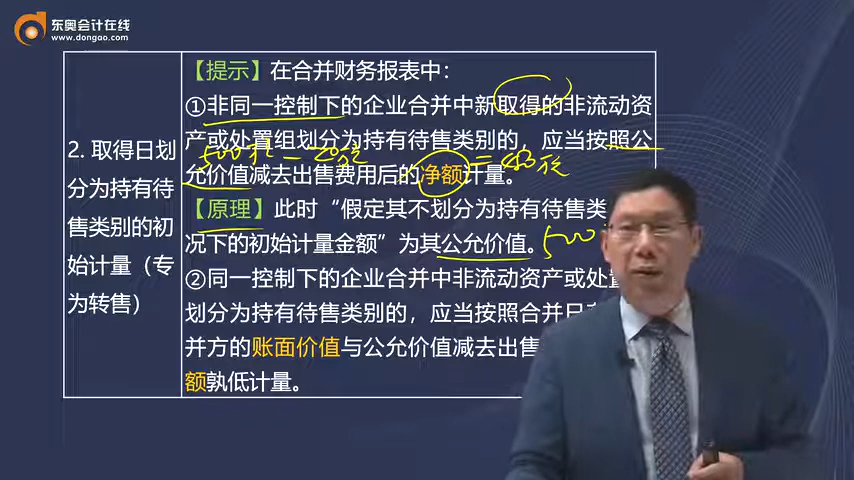 东奥会计在线
www.dongao.com
2. 取得日划
分为持有待
售类别的初
始计量（专
为转售）
【提示】在合并财务报表中：
①非同一控制下的企业合并中新取得的非流动资
产或处置组划分为持有待售类别的，应当按照公
允价值减去出售费用后的净额计量。
【原理】此时“假定其不划分为持有待售类
况下的初始计量金额”为其公允价值。500
②同一控制下的企业合并中非流动资产或处置
划分为持有待售类别的，应当按照合并日
并方的账面价值与公允价值减去出售
额孰低计量。